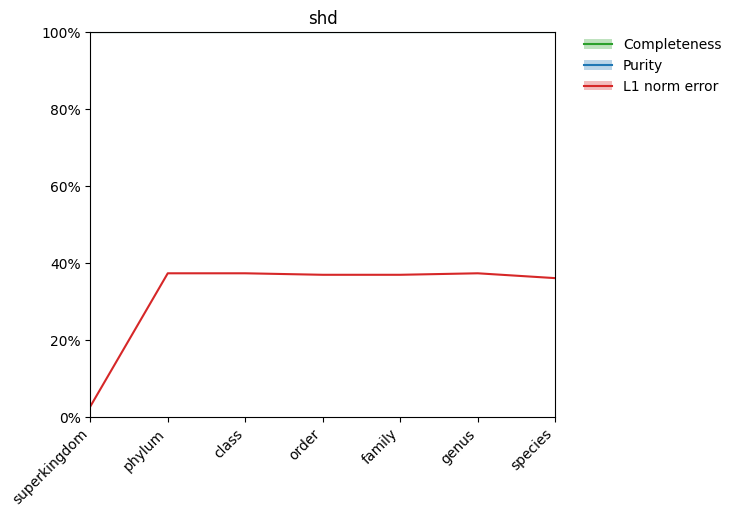 shd
100%
80%
60%
40%
20%
0%
superkingdom
phylum
class
order
family
genus
species
Completeness
Purity
L1 norm error